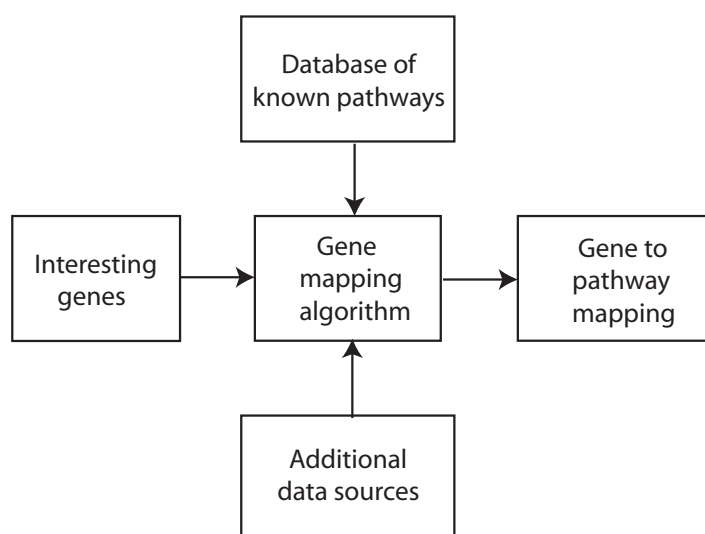 Database of
known pathways
Interesting
genes
Gene
mapping
algorithm
Gene to
pathway
mapping
Additional
data sources